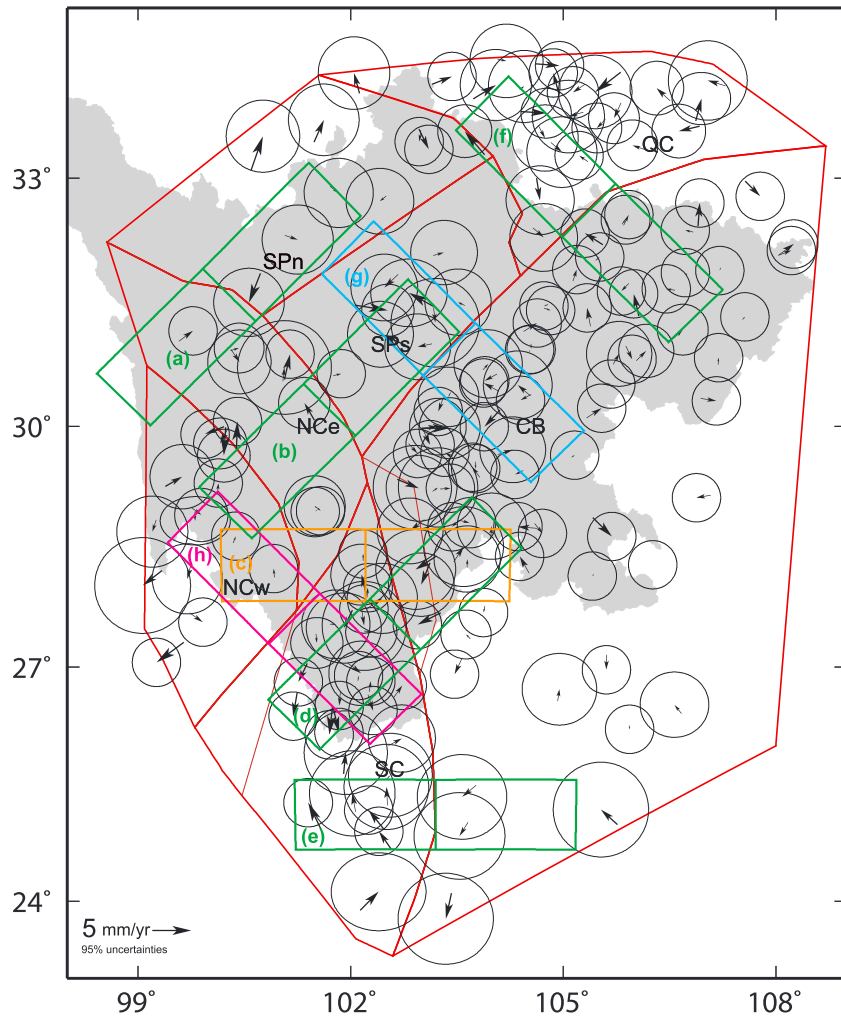 33˚
30˚
27˚
24˚
(f)
QC
SPn
(g)
(a)
SPs
NCe
CB
(b)
(h)
(c)
NCw
(d)
SC
(e)
5 mm/yr
95% uncertainties
99˚ 102˚ 105˚ 108˚